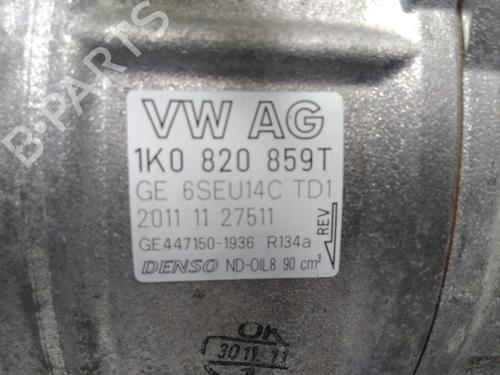 VW AG
1K0 820 859T
GE 6SEU14C TD1
2011 11 27511
REV
GE447150-1936 R134a
DENSO ND-OIL8 90 cm³
OK
30 11. 11